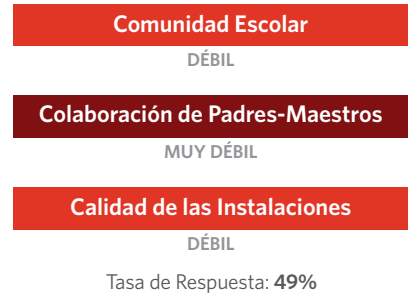 Comunidad Escolar
DÉBIL
Colaboración de Padres-Maestros
MUY DÉBIL
Calidad de las Instalaciones
DÉBIL
Tasa de Respuesta: 49%